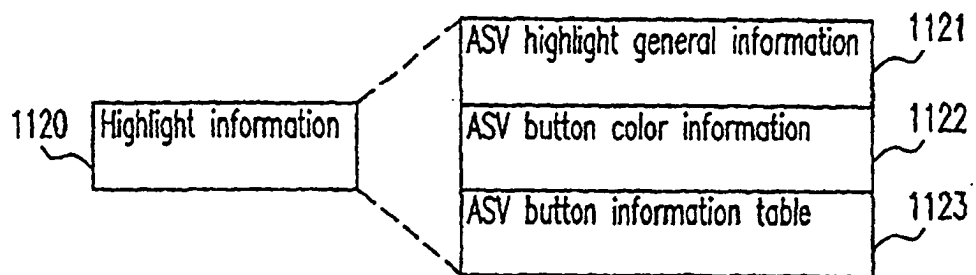 ASV highlight general information 1121
1120 Highlight information
ASV button color information 1122
ASV button information table 1123